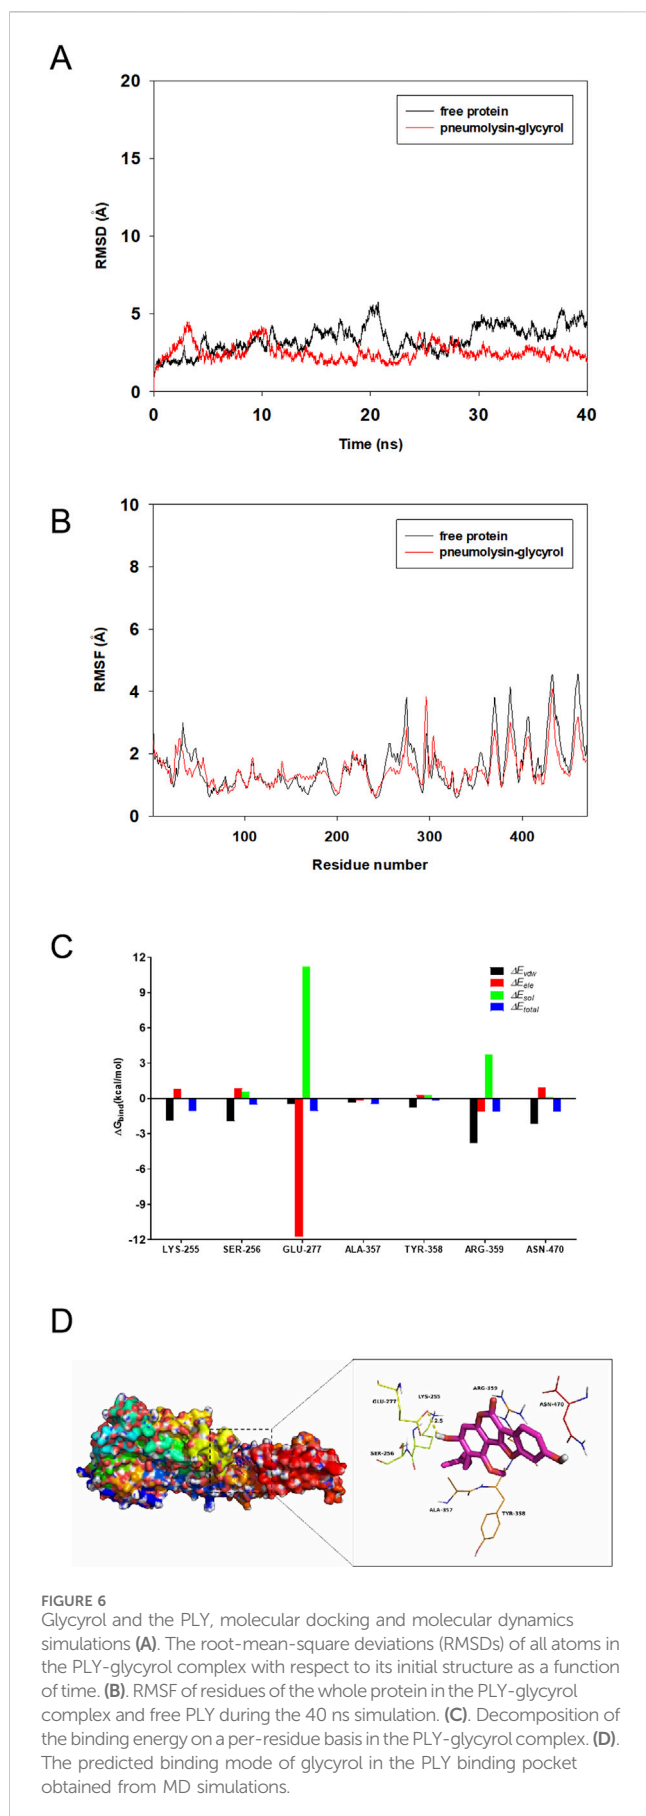 A
20
15
10
5
0
RMSD (Å)
free protein
pneumolysin-glycyrol
0
10
20
30
40
Time (ns)
B
10
8
6
4
2
0
RMSF (Å)
free protein
pneumolysin-glycyrol
100
200
300
400
Residue number
C
12
9
6
3
0
-3
-6
-9
-12
ΔGbind(kcal/mol)
ΔEvdw
ΔEele
ΔEsol
ΔEtotal
LYS-255
SER-256
GLU-277
ALA-357
TYR-358
ARG-359
ASN-470
D
GLU-277
LYS-255
ARG-359
ASN-470
2.5
SER-256
ALA-357
TYR-358
FIGURE 6
Glycyrol and the PLY, molecular docking and molecular dynamics
simulations (A). The root-mean-square deviations (RMSDs) of all atoms in
the PLY-glycyrol complex with respect to its initial structure as a function
of time. (B). RMSF of residues of the whole protein in the PLY-glycyrol
complex and free PLY during the 40 ns simulation. (C). Decomposition of
the binding energy on a per-residue basis in the PLY-glycyrol complex. (D).
The predicted binding mode of glycyrol in the PLY binding pocket
obtained from MD simulations.